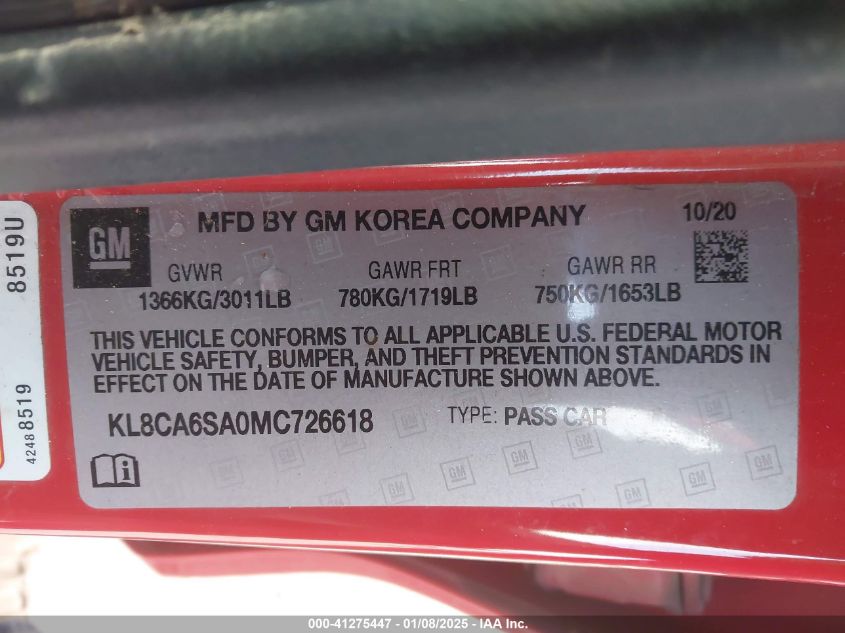 GM
MFD BY GM KOREA COMPANY
10/20
GVWR
GAWR FRT
GAWR RR
1366KG/3011LB
780KG/1719LB
750KG/1653LB
THIS VEHICLE CONFORMS TO ALL APPLICABLE U.S. FEDERAL MOTOR
VEHICLE SAFETY, BUMPER, AND THEFT PREVENTION STANDARDS IN
EFFECT ON THE DATE OF MANUFACTURE SHOWN ABOVE.
KL8CA6SA0MC726618
TYPE: PASS CAR
8519U
42488519
000-41275447 - 01/08/2025 - IAA Inc.